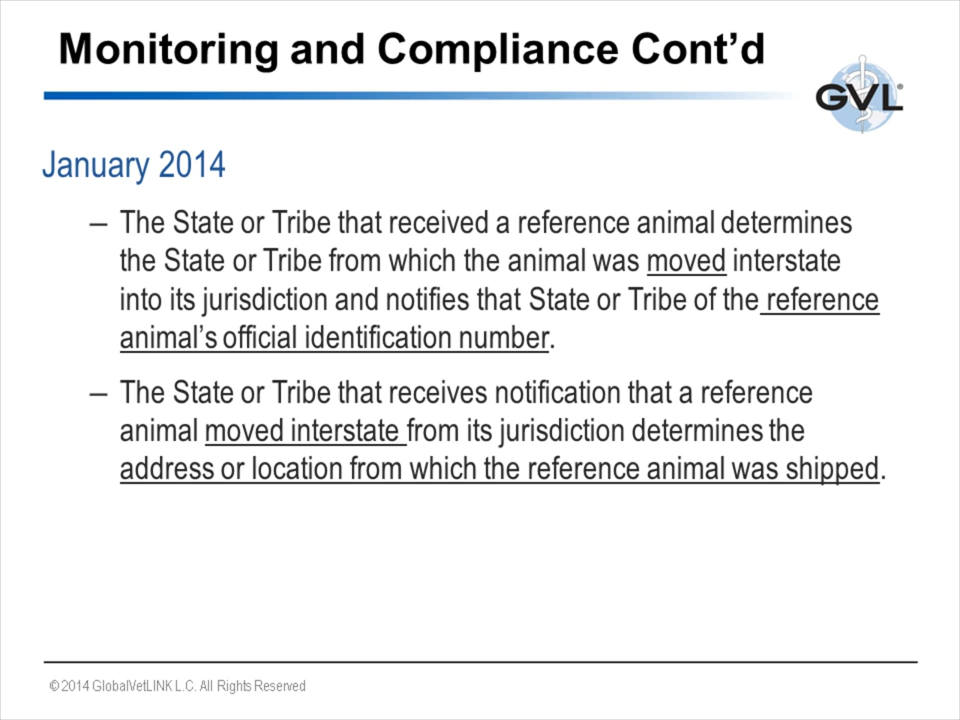 Monitoring and Compliance Cont’d
GVL®
January 2014
– The State or Tribe that received a reference animal determines
the State or Tribe from which the animal was moved interstate
into its jurisdiction and notifies that State or Tribe of the reference
animal’s official identification number.
– The State or Tribe that receives notification that a reference
animal moved interstate from its jurisdiction determines the
address or location from which the reference animal was shipped.
© 2014 GlobalVetLINK L.C. All Rights Reserved